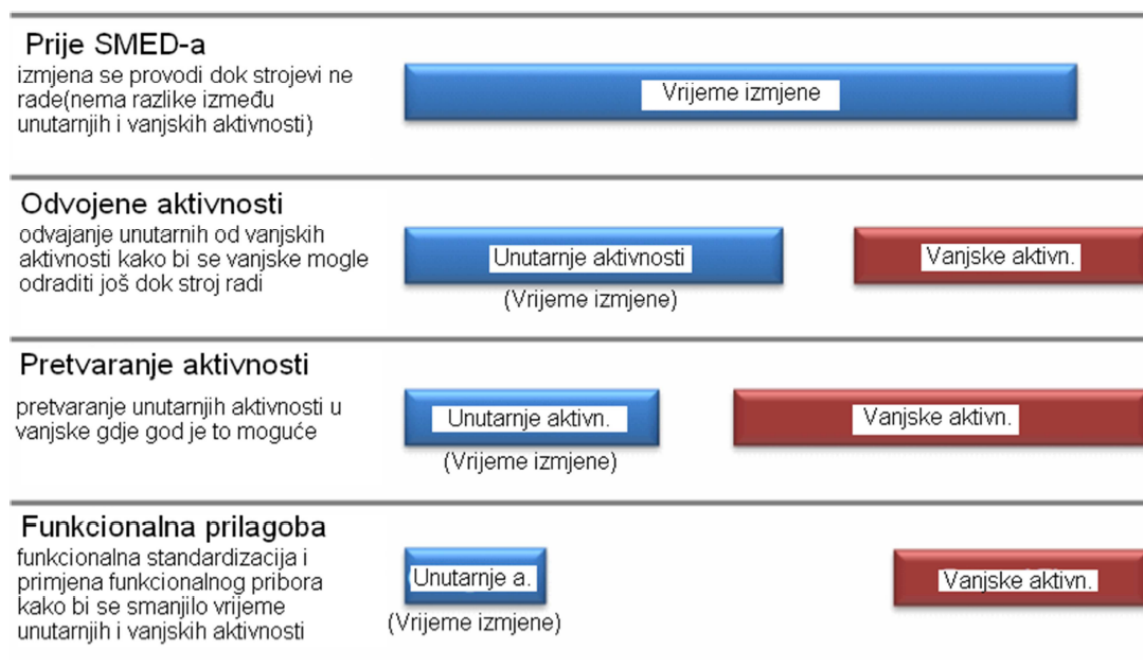 Prije SMED-a
izmjena se provodi dok strojevi ne
rade(nema razlike između
unutarnjih i vanjskih aktivnosti)
Vrijeme izmjene
Odvojene aktivnosti
odvajanje unutarnih od vanjskih
aktivnosti kako bi se vanjske mogle
odraditi još dok stroj radi
Unutarnje aktivnosti
(Vrijeme izmjene)
Vanjske aktivn.
Pretvaranje aktivnosti
pretvaranje unutarnjih aktivnosti u
vanjske gdje god je to moguće
Unutarnje aktivn.
(Vrijeme izmjene)
Vanjske aktivn.
Funkcionalna prilagoba
funkcionalna standardizacija i
primjena funkcionalnog pribora
kako bi se smanjilo vrijeme
unutarnjih i vanjskih aktivnosti
Unutarnje a.
(Vrijeme izmjene)
Vanjske aktivn.